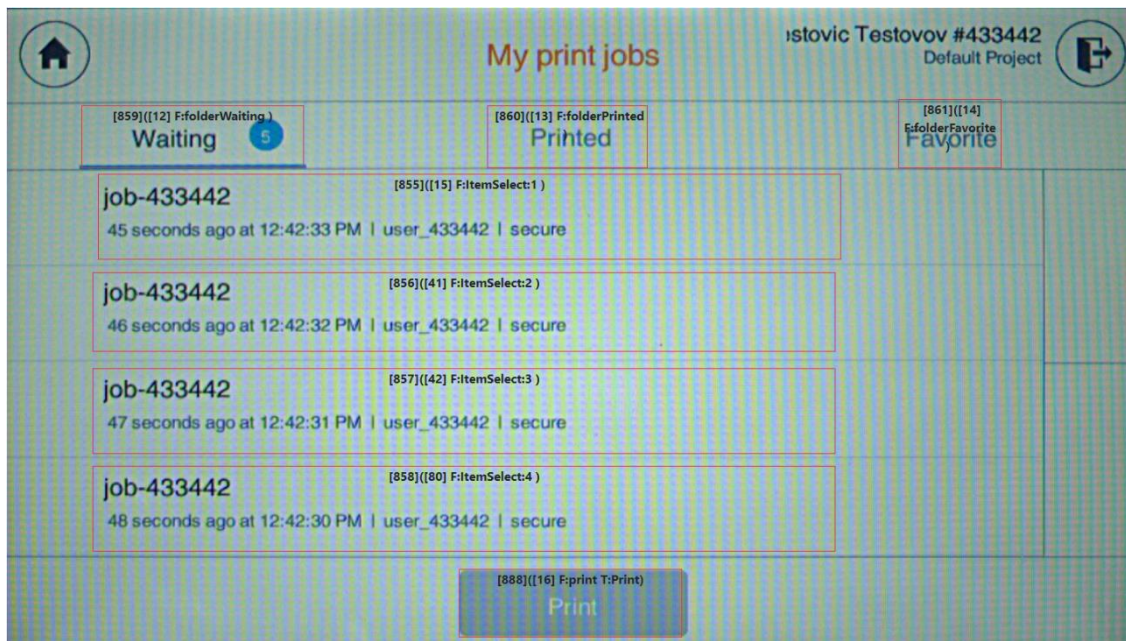 My print jobs
ıstovic Testovov #433442
Default Project
[859]([12] F:folderWaiting )
Waiting 5
[860]([13] F:folderPrinted
)
Printed
[861]([14]
F:folderFavorite
)
Favorite
[855]([15] F:ItemSelect:1 )
job-433442
45 seconds ago at 12:42:33 PM | user_433442 | secure
[856]([41] F:ItemSelect:2 )
job-433442
46 seconds ago at 12:42:32 PM | user_433442 | secure
[857]([42] F:ItemSelect:3 )
job-433442
47 seconds ago at 12:42:31 PM | user_433442 | secure
[858]([80] F:ItemSelect:4 )
job-433442
48 seconds ago at 12:42:30 PM | user_433442 | secure
[888]([16] F:print T:Print)
Print